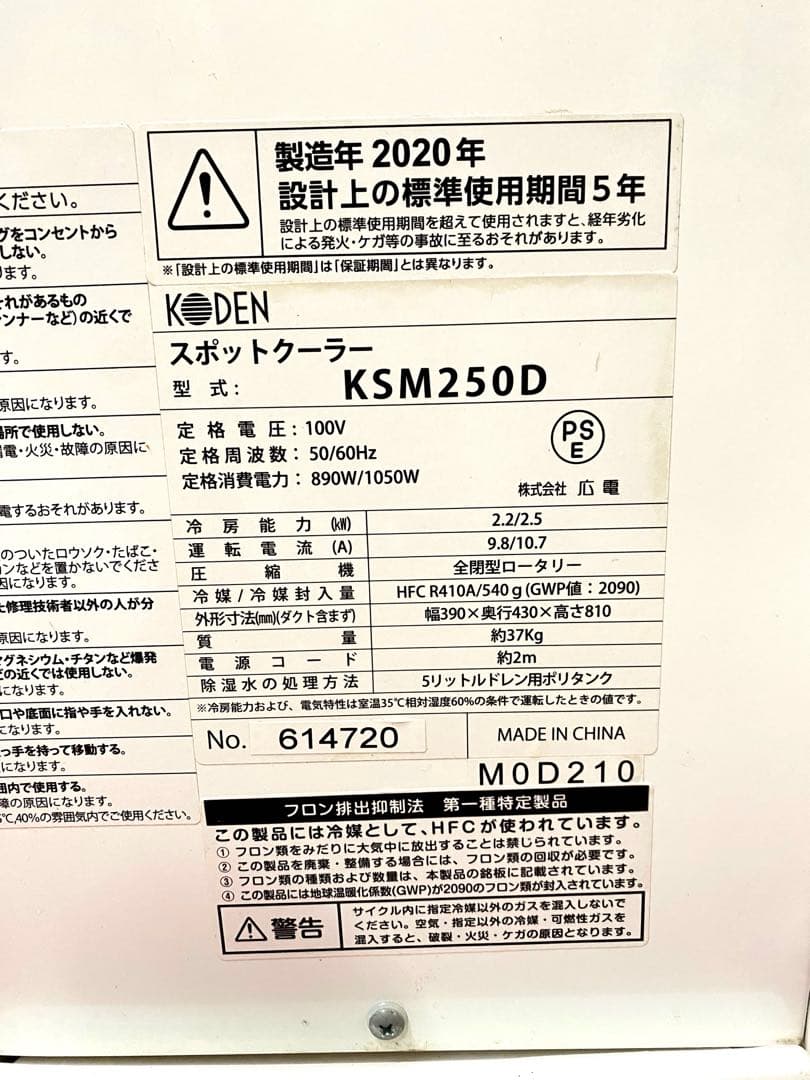 ください。
グをコンセントから
しない。
ります。
それがあるもの
ンナーなど)の近くで
す。
原因になります。
場所で使用しない。
漏電・火災・故障の原因に
電するおそれがあります。
のついたロウソク・たばこ・
ンなどを置かないでくださ
因になります。
修理技術者以外の人が分
原因になります。
マグネシウム・チタンなど爆発
どの近くでは使用しない。
になります。
口や底面に指や手を入れない。
になります。
っ手を持って移動する。
になります。
囲内で使用する。
障の原因になります。
℃,40%の雰囲気内でご使用ください。
製造年 2020年
設計上の標準使用期間5年
設計上の標準使用期間を超えて使用されますと、経年劣化
による発火・ケガ等の事故に至るおそれがあります。
※「設計上の標準使用期間」は「保証期間」とは異なります。
KODEN
スポットクーラー
型式: KSM250D
定格電圧:100V
定格周波数:50/60Hz
定格消費電力:890W/1050W
PSE
株式会社 広電
冷房能力(kW) 2.2/2.5
運転電流(A) 9.8/10.7
圧縮機 全閉型ロータリー
冷媒/冷媒封入量 HFC R410A/540g(GWP値:2090)
外形寸法(mm)(ダクト含まず) 幅390×奥行430×高さ810
質量 約37Kg
電源コード 約2m
除湿水の処理方法 5リットルドレン用ポリタンク
※冷房能力および、電気特性は室温35℃相対湿度60%の条件で運転したときの値です。
No. 614720 MADE IN CHINA
M0D210
フロン排出抑制法 第一種特定製品
この製品には冷媒として、HFCが使われています。
① フロン類をみだりに大気中に放出することは禁じられています。
② この製品を廃棄・整備する場合には、フロン類の回収が必要です。
③ フロン類の種類および数量は、本製品の銘板に記載されています。
④ この製品には地球温暖化係数(GWP)が2090のフロン類が封入されています。
警告
サイクル内に指定冷媒以外のガスを混入しないで
ください。空気・指定以外の冷媒・可燃性ガスを
混入すると、破裂・火災・ケガの原因となります。